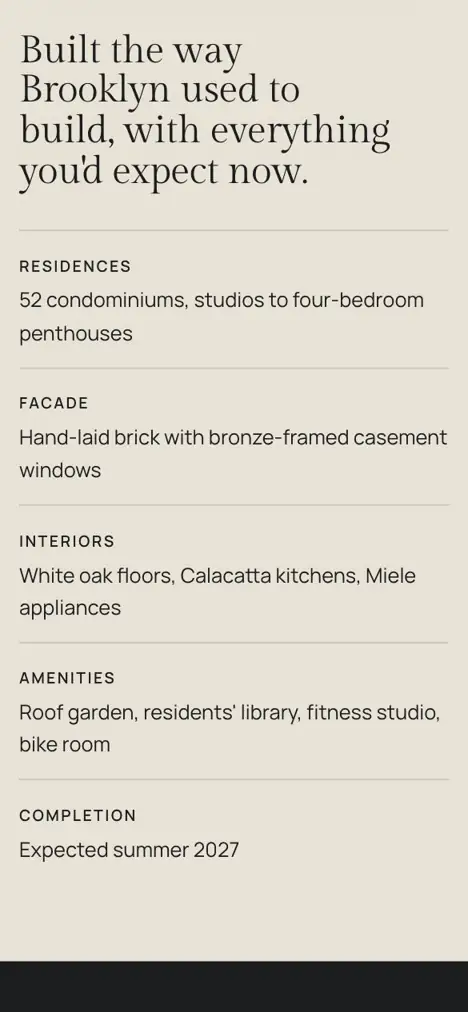 Built the way
Brooklyn used to
build, with everything
you'd expect now.
RESIDENCES
52 condominiums, studios to four-bedroom
penthouses
FACADE
Hand-laid brick with bronze-framed casement
windows
INTERIORS
White oak floors, Calacatta kitchens, Miele
appliances
AMENITIES
Roof garden, residents' library, fitness studio,
bike room
COMPLETION
Expected summer 2027